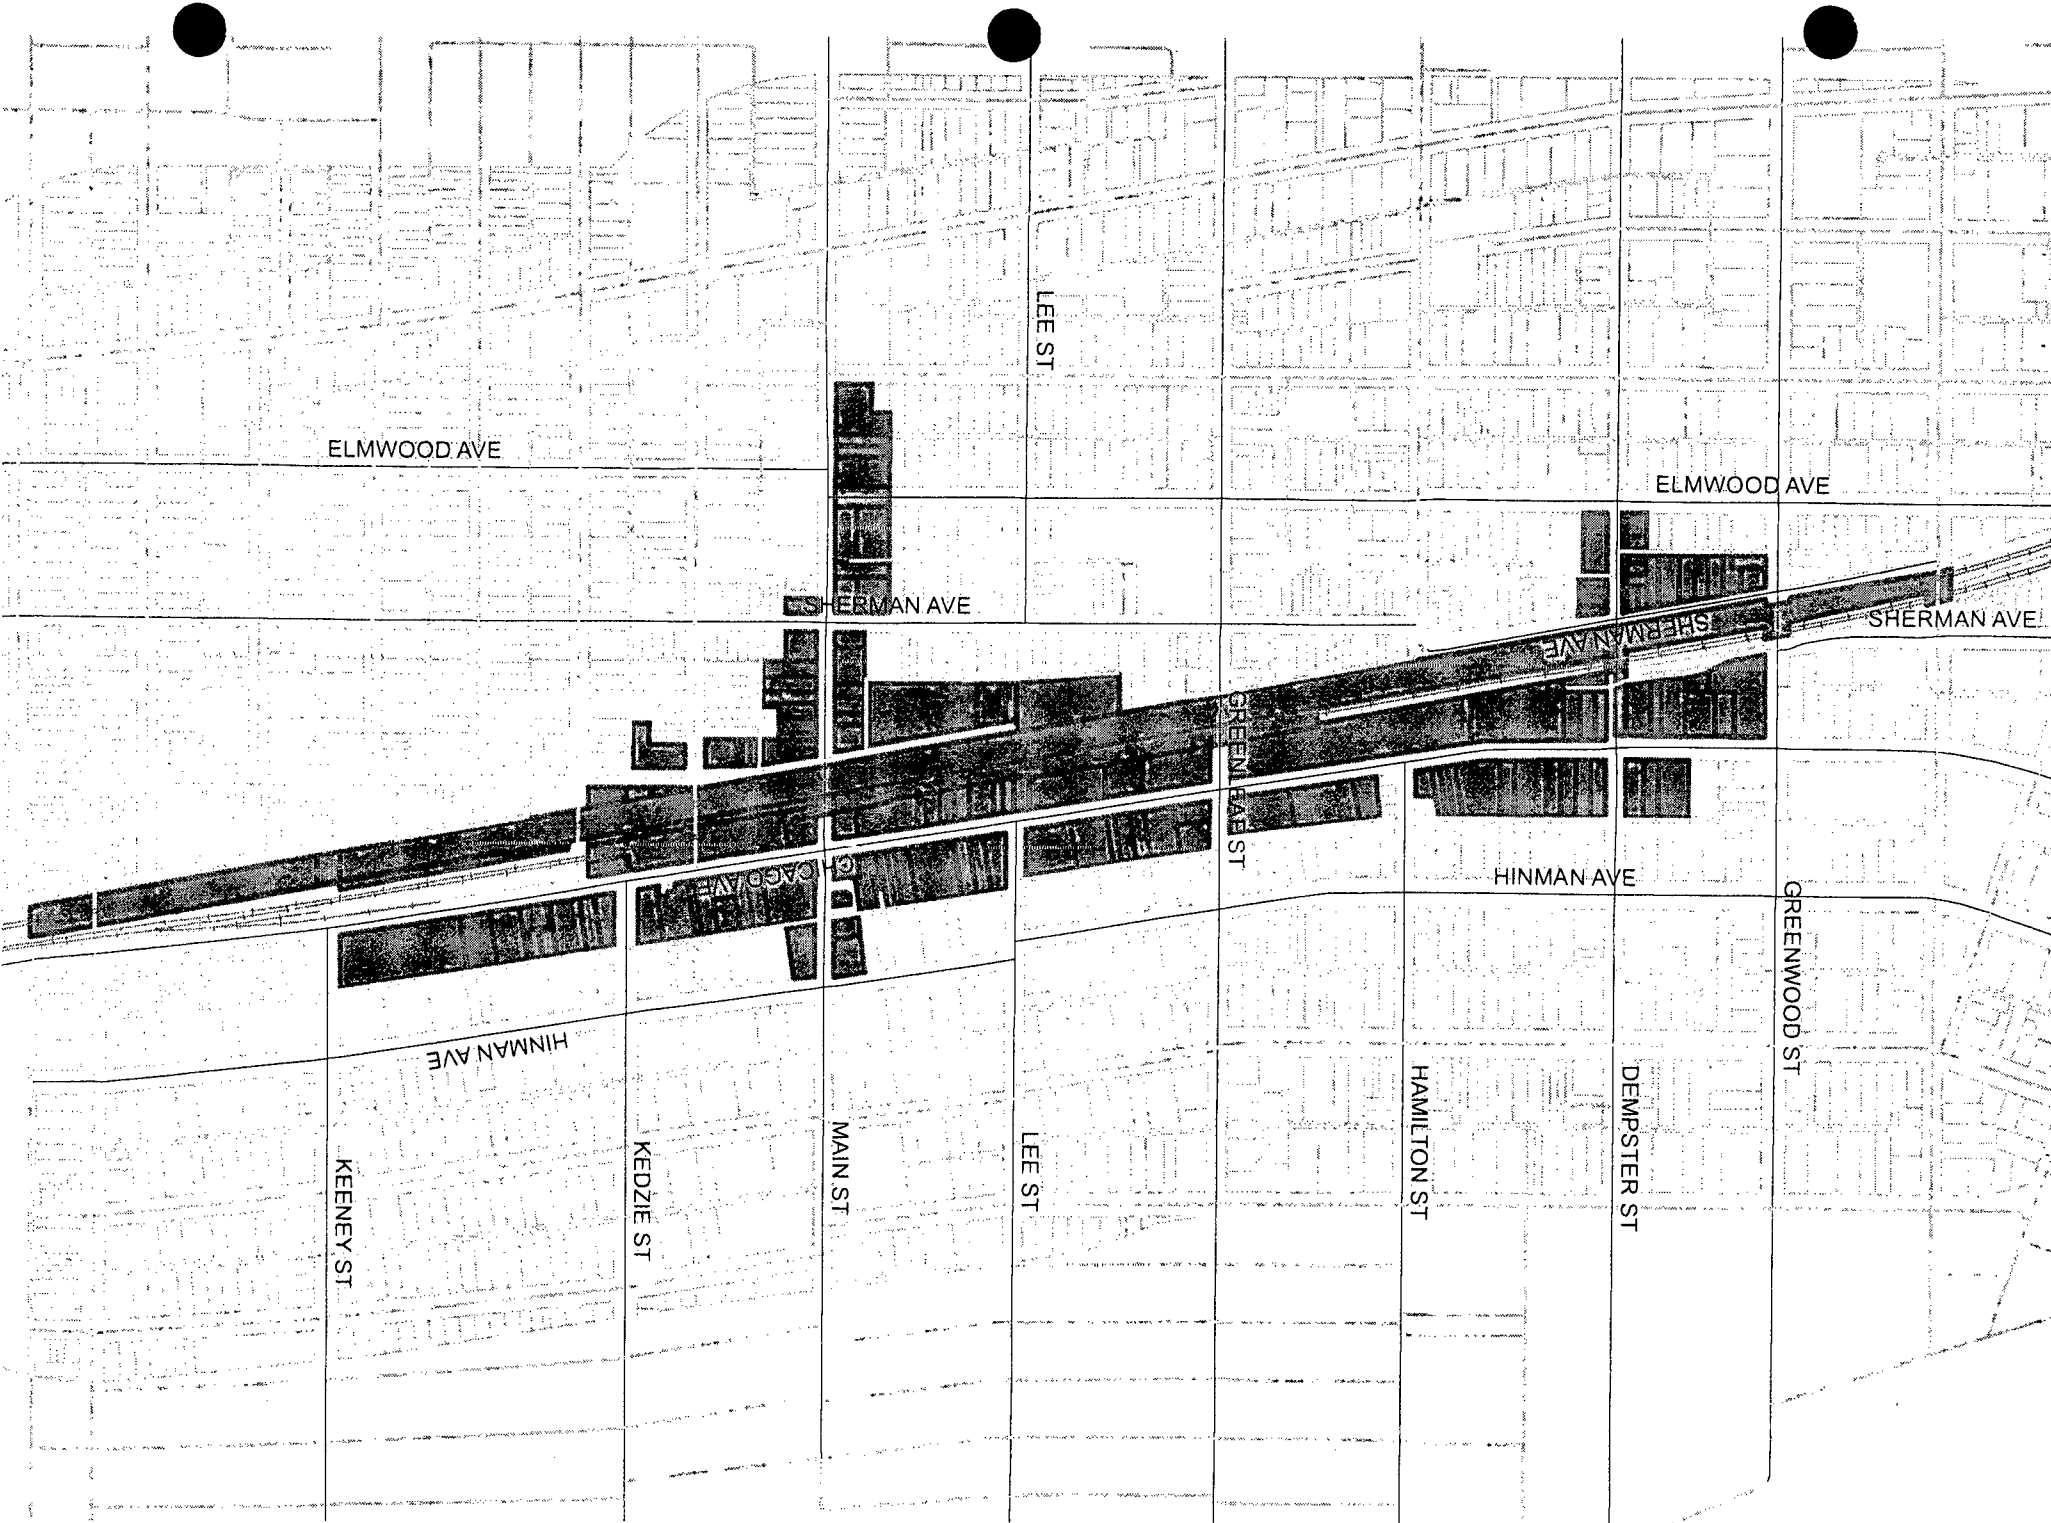 LEE ST
ELMWOOD AVE
ELMWOOD AVE
SHERMAN AVE
SHERMAN AVE
SHERMAN AVE
GREENLEAF ST
CHICAGO AVE
HINMAN AVE
GREENWOOD ST
HINMAN AVE
KEENEY ST
KEDZIE ST
MAIN ST
LEE ST
HAMILTON ST
DEMPSTER ST